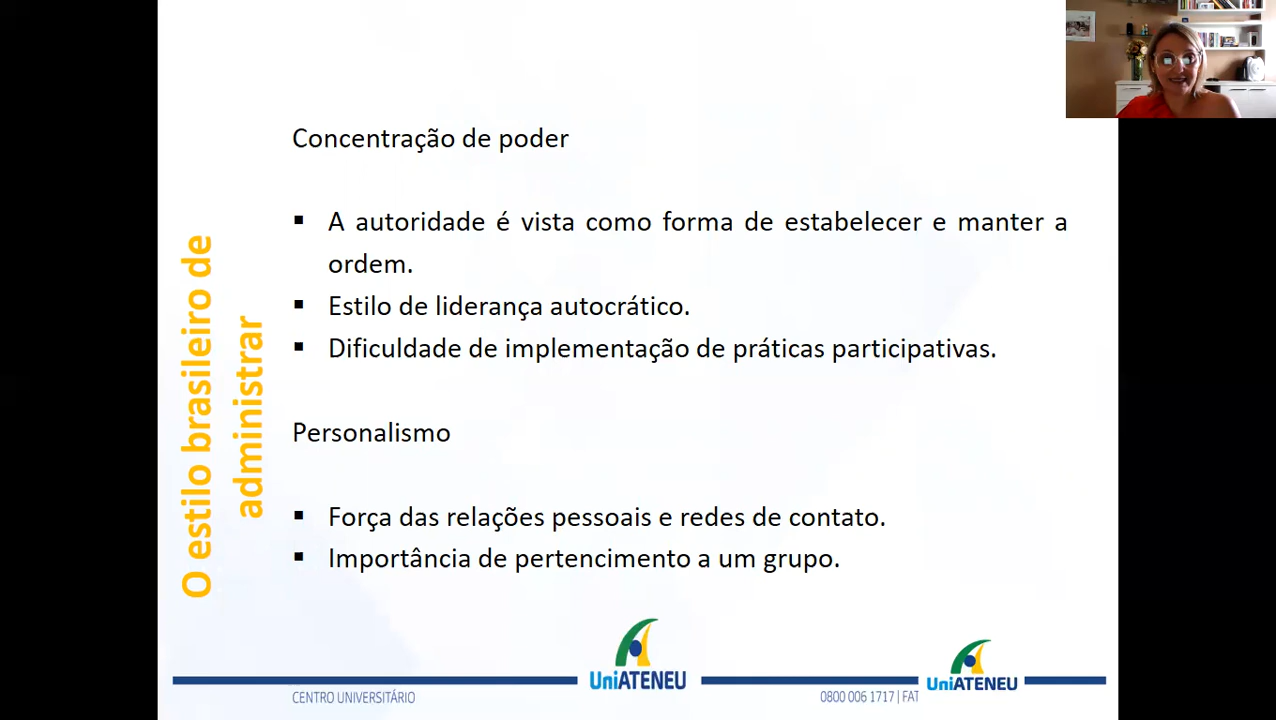 O estilo brasileiro de
administrar
Concentração de poder
▪ A autoridade é vista como forma de estabelecer e manter a
ordem.
▪ Estilo de liderança autocrático.
▪ Dificuldade de implementação de práticas participativas.
Personalismo
▪ Força das relações pessoais e redes de contato.
▪ Importância de pertencimento a um grupo.
UniATENEU
UniATENEU
CENTRO UNIVERSITÁRIO
0800 006 1717 | FAT